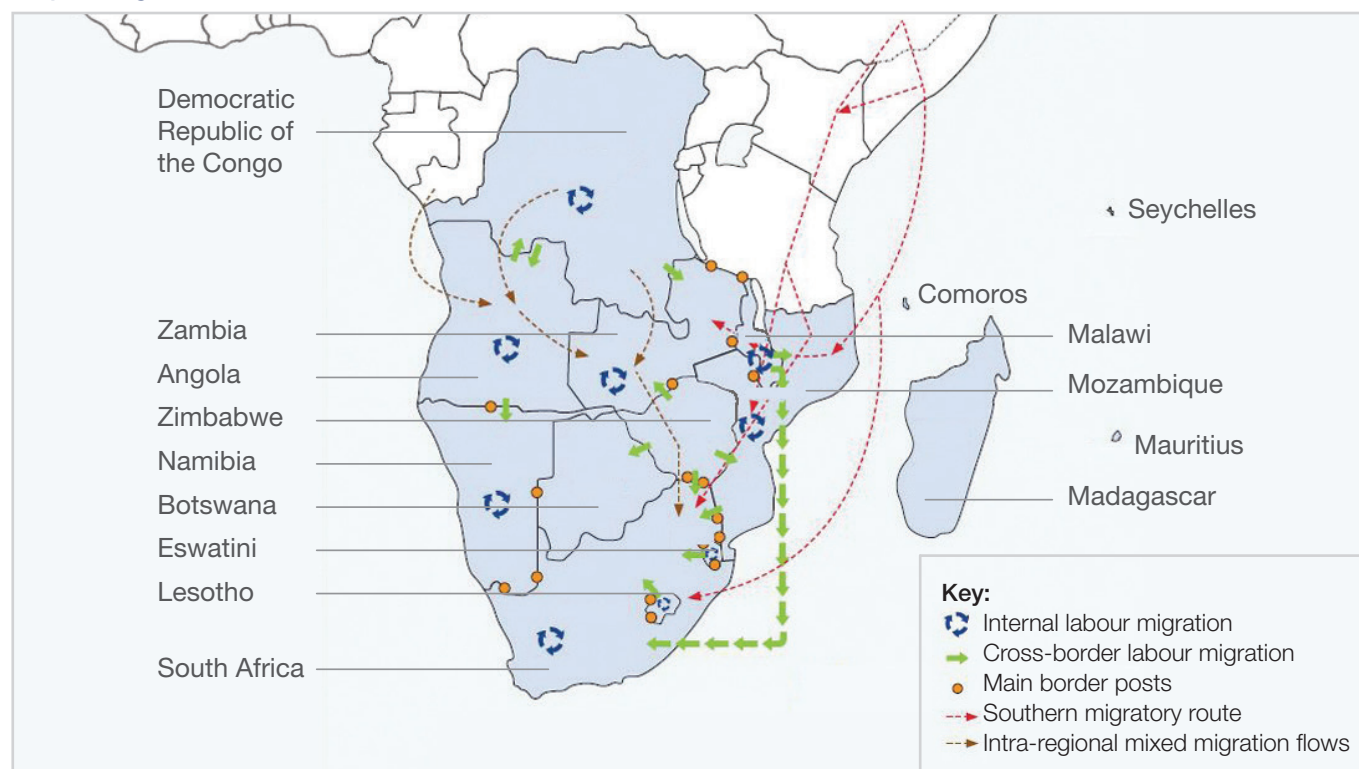 Democratic
Republic of
the Congo
Zambia
Angola
Zimbabwe
Namibia
Botswana
Eswatini
Lesotho
South Africa
Seychelles
Comoros
Malawi
Mozambique
Mauritius
Madagascar
Key:
Internal labour migration
Cross-border labour migration
Main border posts
Southern migratory route
Intra-regional mixed migration flows